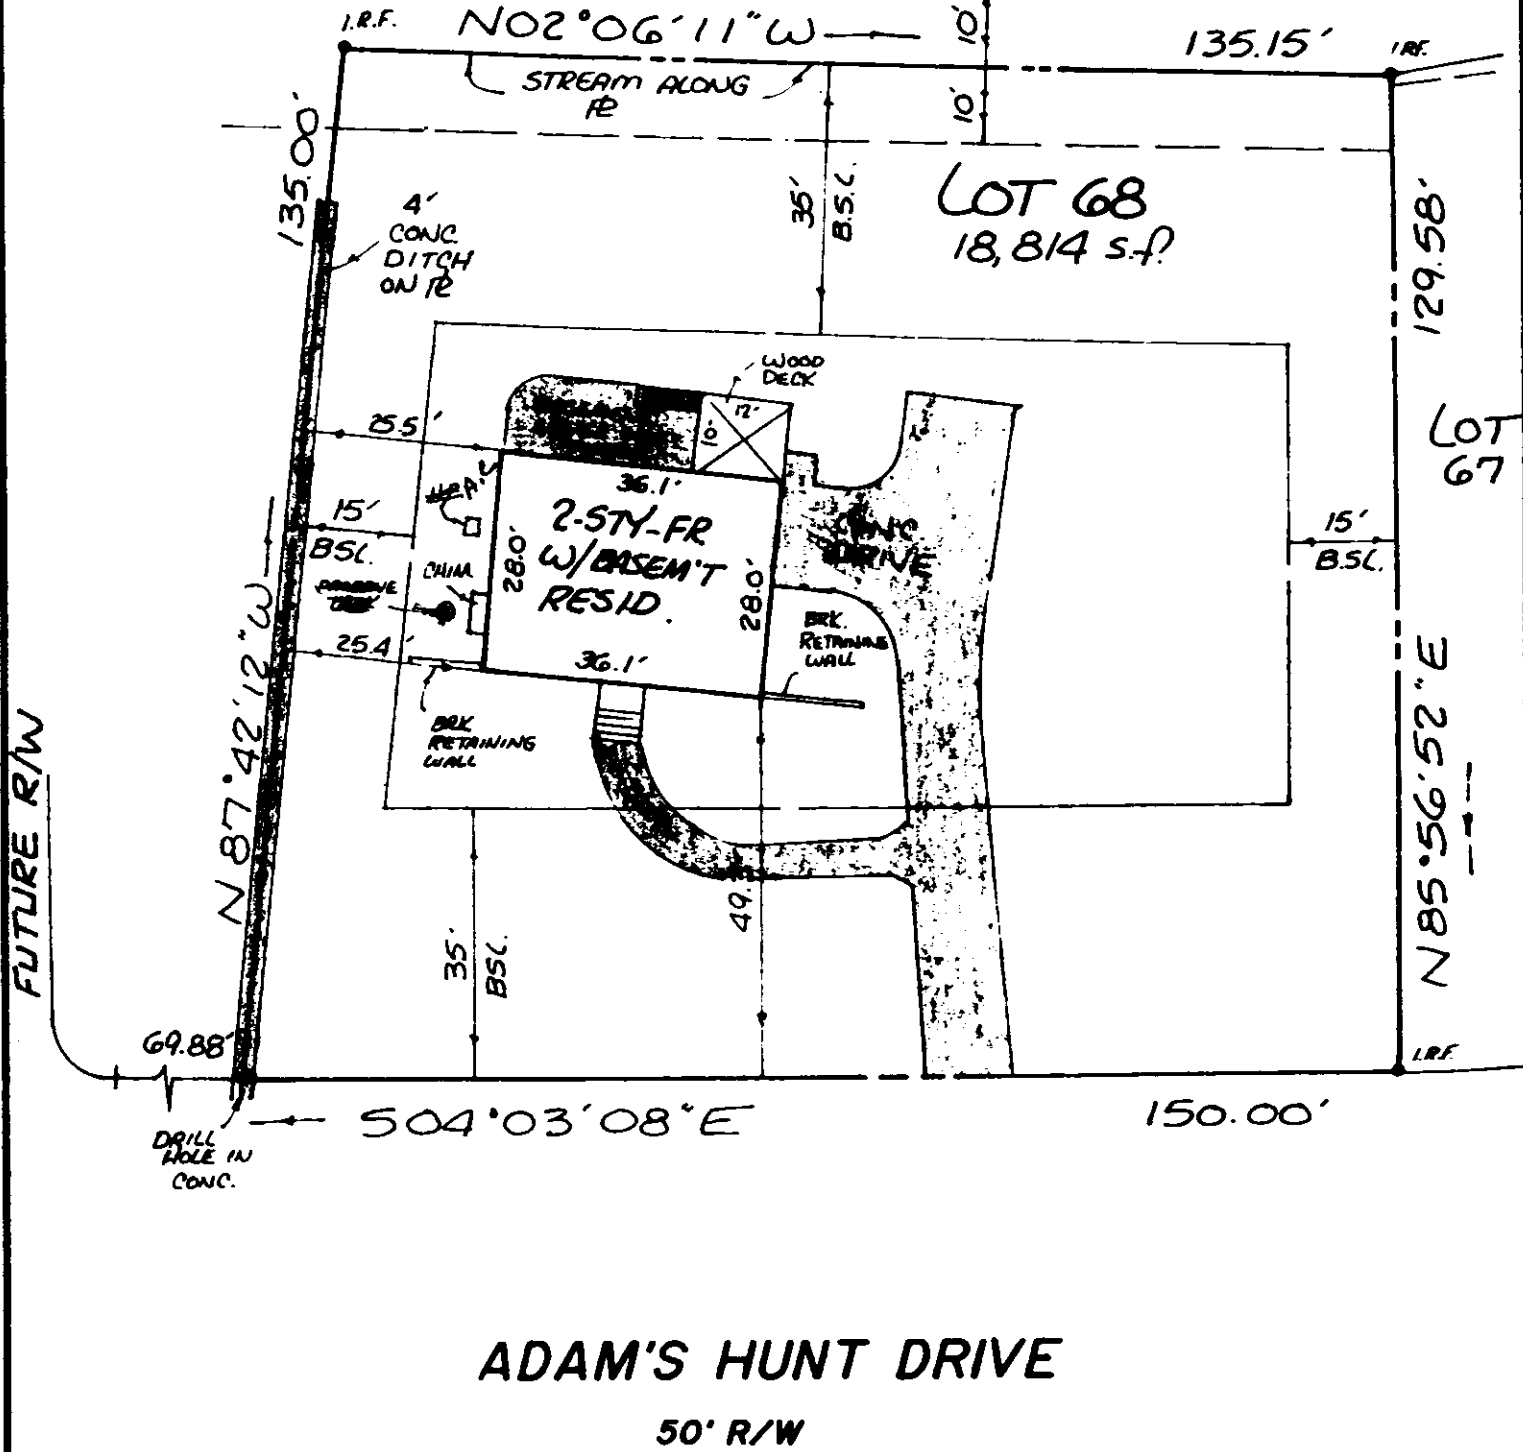 I.R.F.
N02°06'11"W
10'
135.15'
I.R.F.
STREAM ALONG
PL
10'
135.00'
4'
CONC.
DITCH
ON PL
35'
B.S.L.
LOT 68
18,814 s.f.
129.58'
WOOD
DECK
12'
10'
25.5'
36.1'
LOT
67
2-STY-FR
W/BASEM'T
RESID.
28.0'
28.0'
36.1'
CONC
DRIVE
15'
BSL.
CHIM.
25.4'
15'
B.S.L.
BRK.
RETAINING
WALL
BRK
RETAINING
WALL
N87°42'12"W
N85°56'52"E
FUTURE R/W
35'
BSL.
49.
69.88'
I.R.F.
S04°03'08"E
150.00'
DRILL
HOLE IN
CONC.
ADAM'S HUNT DRIVE
50' R/W